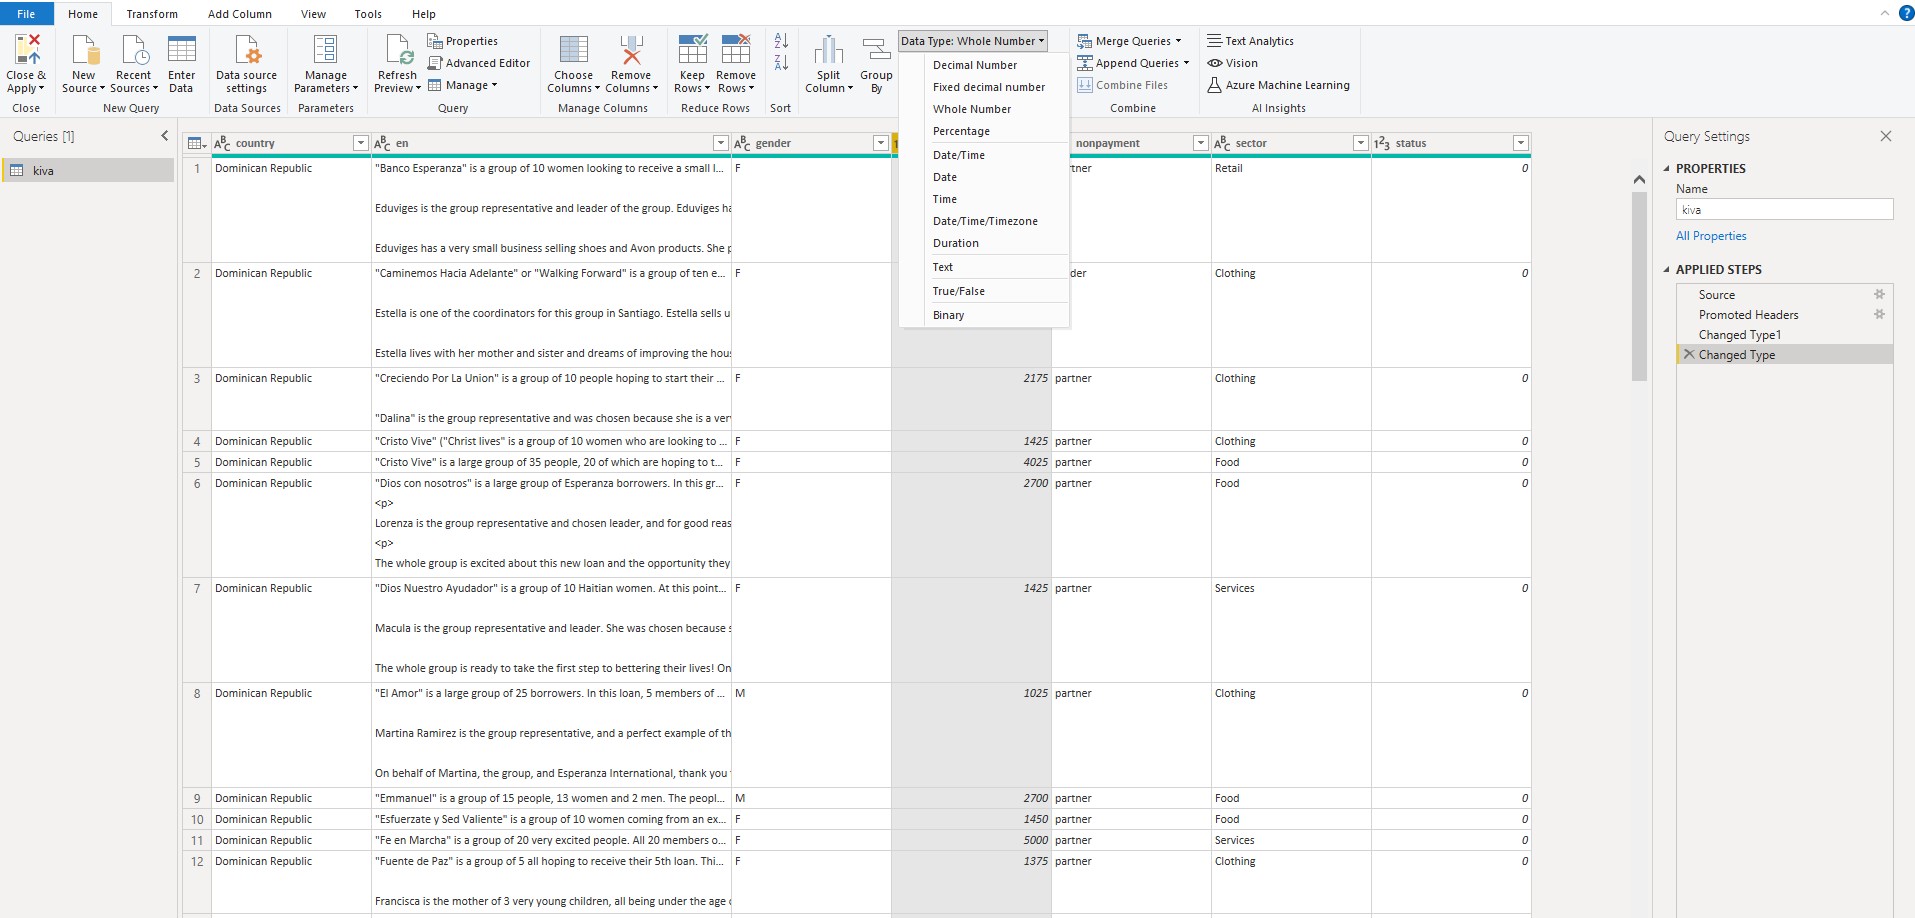 File Home Transform Add Column View Tools Help
Close & Apply
New Source
Recent Sources
Enter Data
Data source settings
Manage Parameters
Refresh Preview
Properties
Advanced Editor
Manage
Choose Columns
Remove Columns
Keep Rows
Remove Rows
Split Column
Group By
Data Type: Whole Number
Merge Queries
Append Queries
Combine Files
Text Analytics
Vision
Azure Machine Learning
Close
New Query
Data Sources
Parameters
Query
Manage Columns
Reduce Rows
Sort
Combine
AI Insights
Decimal Number
Fixed decimal number
Whole Number
Percentage
Date/Time
Date
Time
Date/Time/Timezone
Duration
Text
True/False
Binary
Queries [1]
kiva
country en gender nonpayment sector status
1 Dominican Republic "Banco Esperanza" is a group of 10 women looking to receive a small l... F tner Retail 0
Eduviges is the group representative and leader of the group. Eduviges ha
Eduviges has a very small business selling shoes and Avon products. She p
2 Dominican Republic "Caminemos Hacia Adelante" or "Walking Forward" is a group of ten e... F der Clothing 0
Estella is one of the coordinators for this group in Santiago. Estella sells u
Estella lives with her mother and sister and dreams of improving the hou
3 Dominican Republic "Creciendo Por La Union" is a group of 10 people hoping to start their ... F 2175 partner Clothing 0
"Dalina" is the group representative and was chosen because she is a ver
4 Dominican Republic "Cristo Vive" ("Christ lives" is a group of 10 women who are looking to ... F 1425 partner Clothing 0
5 Dominican Republic "Cristo Vive" is a large group of 35 people, 20 of which are hoping to t... F 4025 partner Food 0
6 Dominican Republic "Dios con nosotros" is a large group of Esperanza borrowers. In this gr... F 2700 partner Food 0
<p>
Lorenza is the group representative and chosen leader, and for good reas
<p>
The whole group is excited about this new loan and the opportunity they
7 Dominican Republic "Dios Nuestro Ayudador" is a group of 10 Haitian women. At this point... F 1425 partner Services 0
Macula is the group representative and leader. She was chosen because s
The whole group is ready to take the first step to bettering their lives! On
8 Dominican Republic "El Amor" is a large group of 25 borrowers. In this loan, 5 members of ... M 1025 partner Clothing 0
Martina Ramirez is the group representative, and a perfect example of th
On behalf of Martina, the group, and Esperanza International, thank you
9 Dominican Republic "Emmanuel" is a group of 15 people, 13 women and 2 men. The peopl... M 2700 partner Food 0
10 Dominican Republic "Esfuerzate y Sed Valiente" is a group of 10 women coming from an ex... F 1450 partner Food 0
11 Dominican Republic "Fe en Marcha" is a group of 20 very excited people. All 20 members o... F 5000 partner Services 0
12 Dominican Republic "Fuente de Paz" is a group of 5 all hoping to receive their 5th loan. Thi... F 1375 partner Clothing 0
Francisca is the mother of 3 very young children, all being under the age
Query Settings
PROPERTIES
Name
kiva
All Properties
APPLIED STEPS
Source
Promoted Headers
Changed Type1
Changed Type